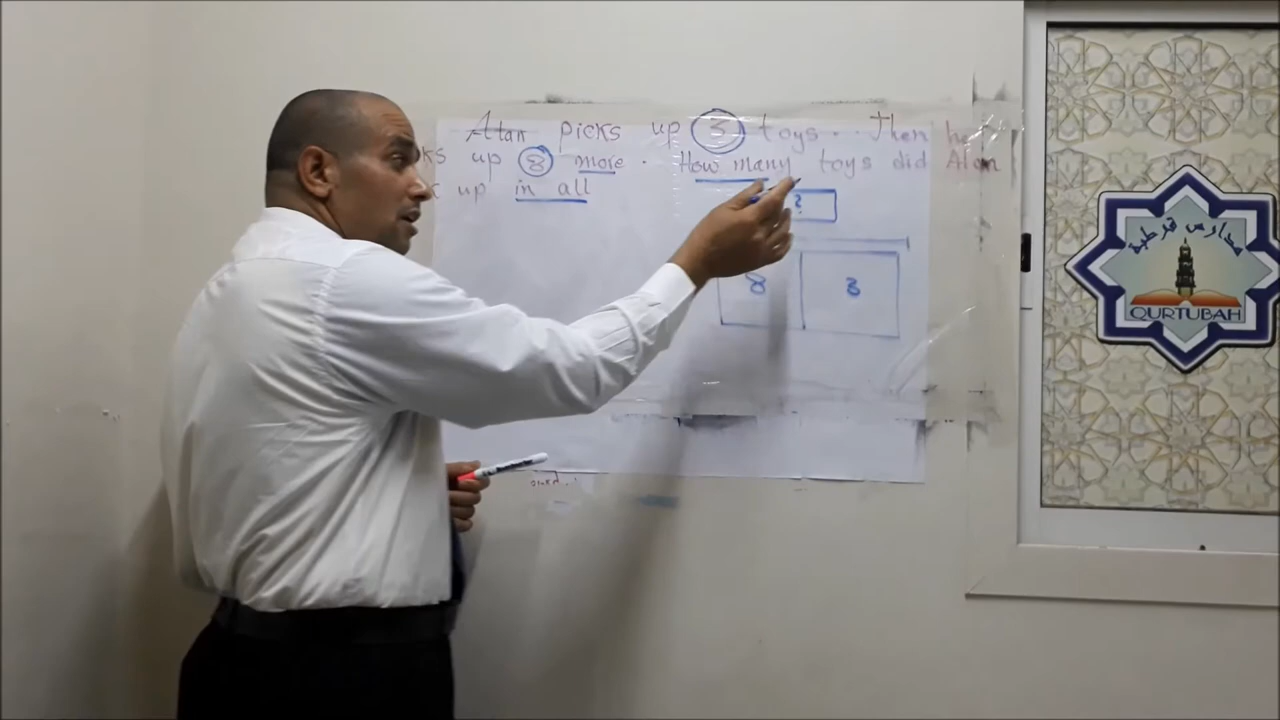 Alan picks up 3 toys. Then he
up 8 more. How many toys did Alan
up in all
?
8 3
مدارس قرطبة
QURTUBAH